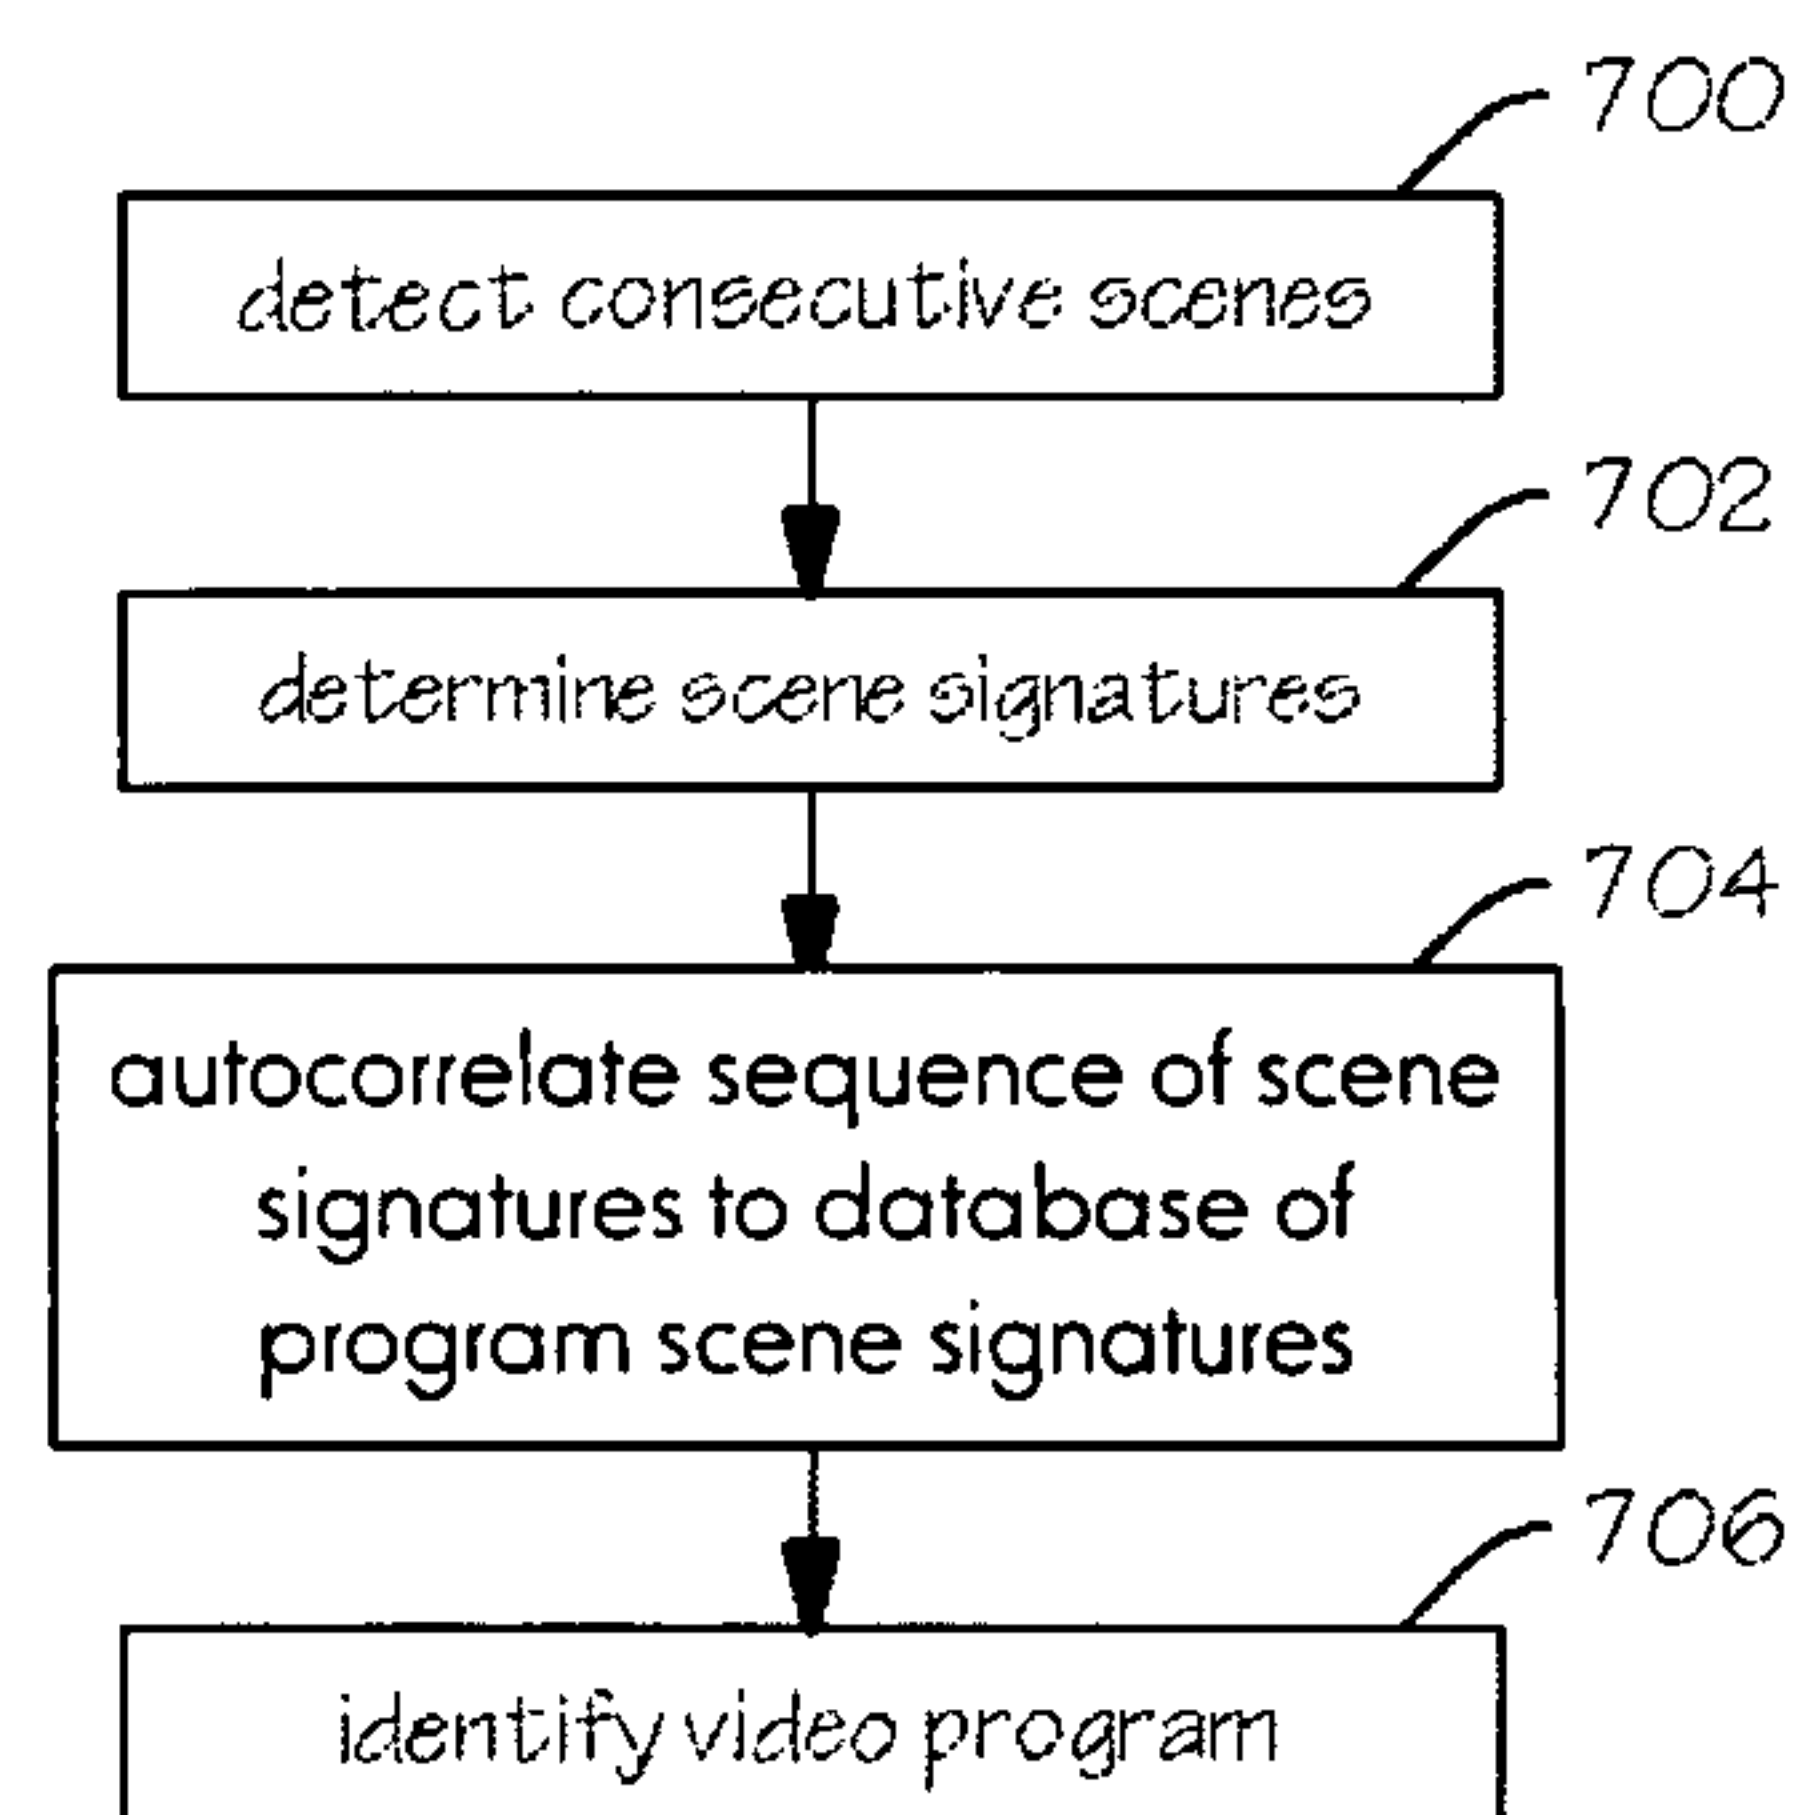 700
detect consecutive scenes
702
determine scene signatures
704
autocorrelate sequence of scene
signatures to database of
program scene signatures
706
identify video program